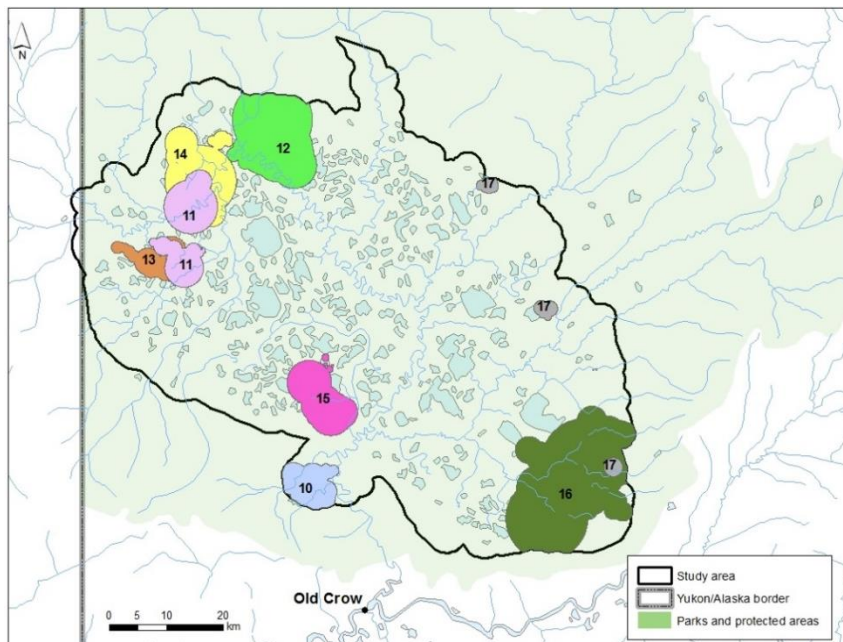 N
14
12
17
11
13
11
17
15
17
10
16
Old Crow
0 5 10 20
km
Study area
Yukon/Alaska border
Parks and protected areas